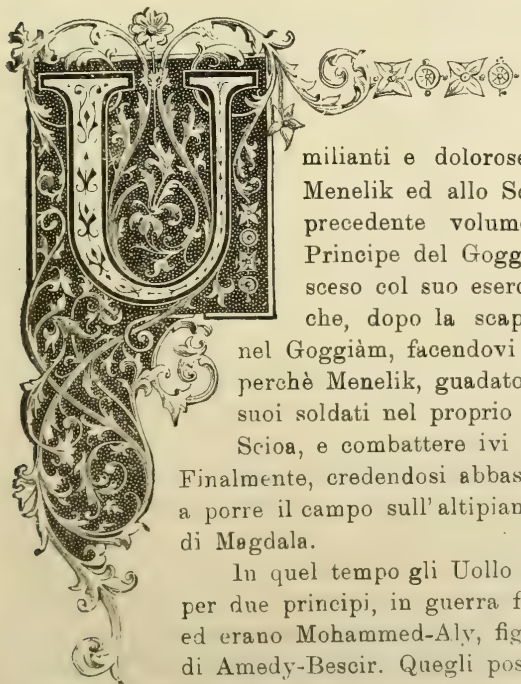 Umilianti e dolorose
Menelik ed allo Sc
precedente volume
Principe del Gogg
sceso col suo eserc
che, dopo la scap
nel Goggiàm, facendovi
perchè Menelik, guadato
suoi soldati nel proprio
Scioa, e combattere ivi
Finalmente, credendosi abbas
a porre il campo sull'altipian
di Magdala.
In quel tempo gli Uollo
per due principi, in guerra f
ed erano Mohammed-Aly, fig
di Amedy-Bescir. Quegli pos